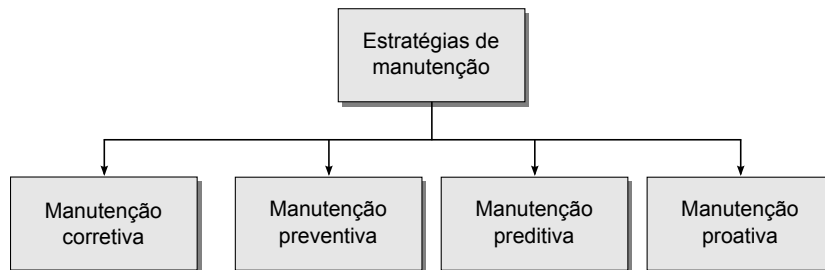 Estratégias de
manutenção
Manutenção
corretiva
Manutenção
preventiva
Manutenção
preditiva
Manutenção
proativa